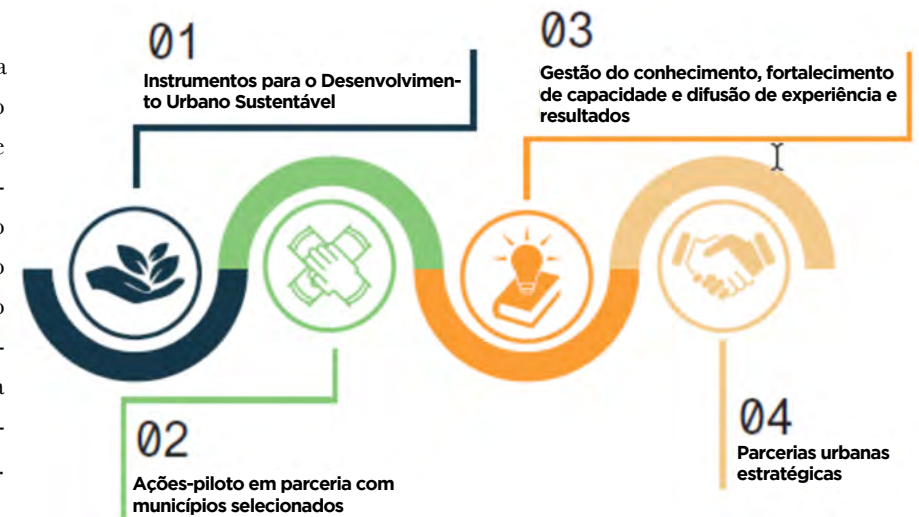 01
Instrumentos para o Desenvolvimen-
to Urbano Sustentável
03
Gestão do conhecimento, fortalecimento
de capacidade e difusão de experiência e
resultados
02
Ações-piloto em parceria com
municípios selecionados
04
Parcerias urbanas
estratégicas
a
o
e
-
o
o
o
-
a
-
.